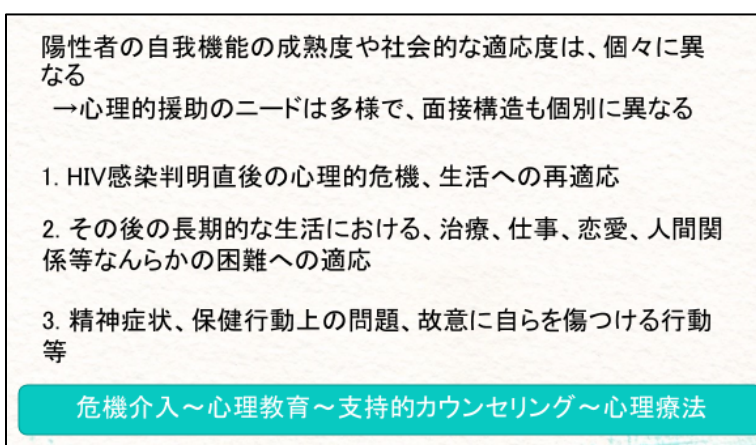 陽性者の自我機能の成熟度や社会的な適応度は、個々に異
なる
→心理的援助のニードは多様で、面接構造も個別に異なる
1. HIV感染判明直後の心理的危機、生活への再適応
2. その後の長期的な生活における、治療、仕事、恋愛、人間関
係等なんらかの困難への適応
3. 精神症状、保健行動上の問題、故意に自らを傷つける行動
等
危機介入～心理教育～支持的カウンセリング～心理療法